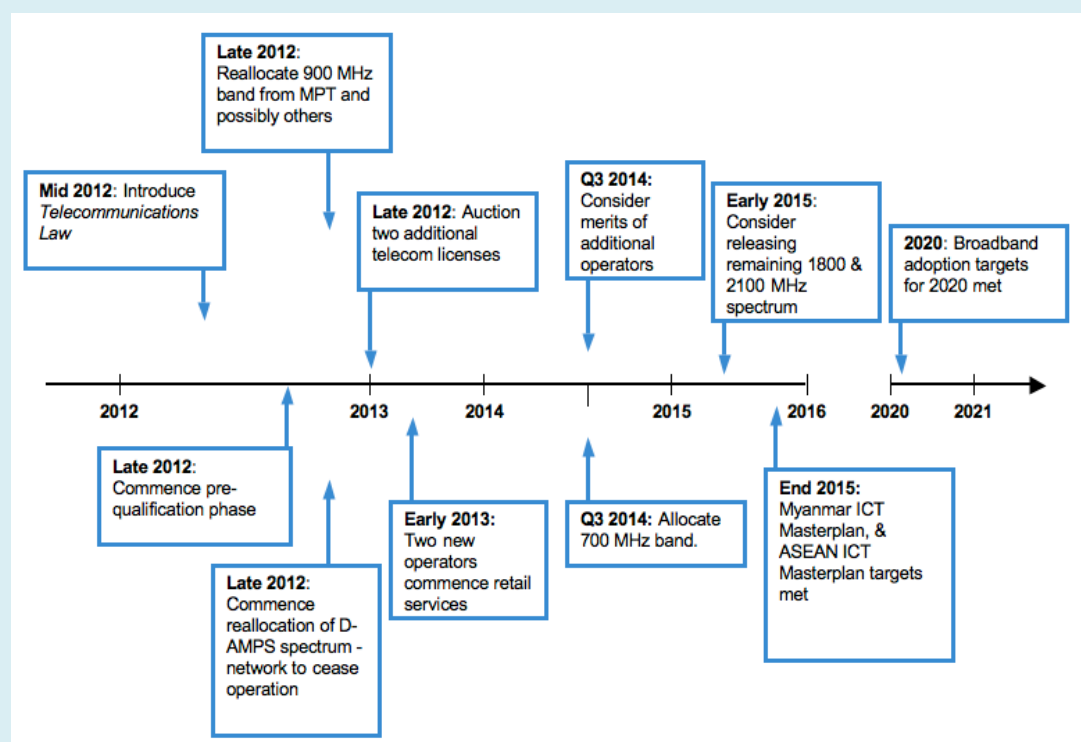 Late 2012:
Reallocate 900 MHz
band from MPT and
possibly others
Mid 2012: Introduce
Telecommunications
Law
Late 2012: Auction
two additional
telecom licenses
Q3 2014:
Consider
merits of
additional
operators
Early 2015:
Consider
releasing
remaining 1800 &
2100 MHz
spectrum
2020: Broadband
adoption targets
for 2020 met
2012
2013
2014
2015
2016
2020
2021
Late 2012:
Commence pre-
qualification phase
Late 2012:
Commence
reallocation of D-
AMPS spectrum -
network to cease
operation
Early 2013:
Two new
operators
commence retail
services
Q3 2014: Allocate
700 MHz band.
End 2015:
Myanmar ICT
Masterplan, &
ASEAN ICT
Masterplan targets
met